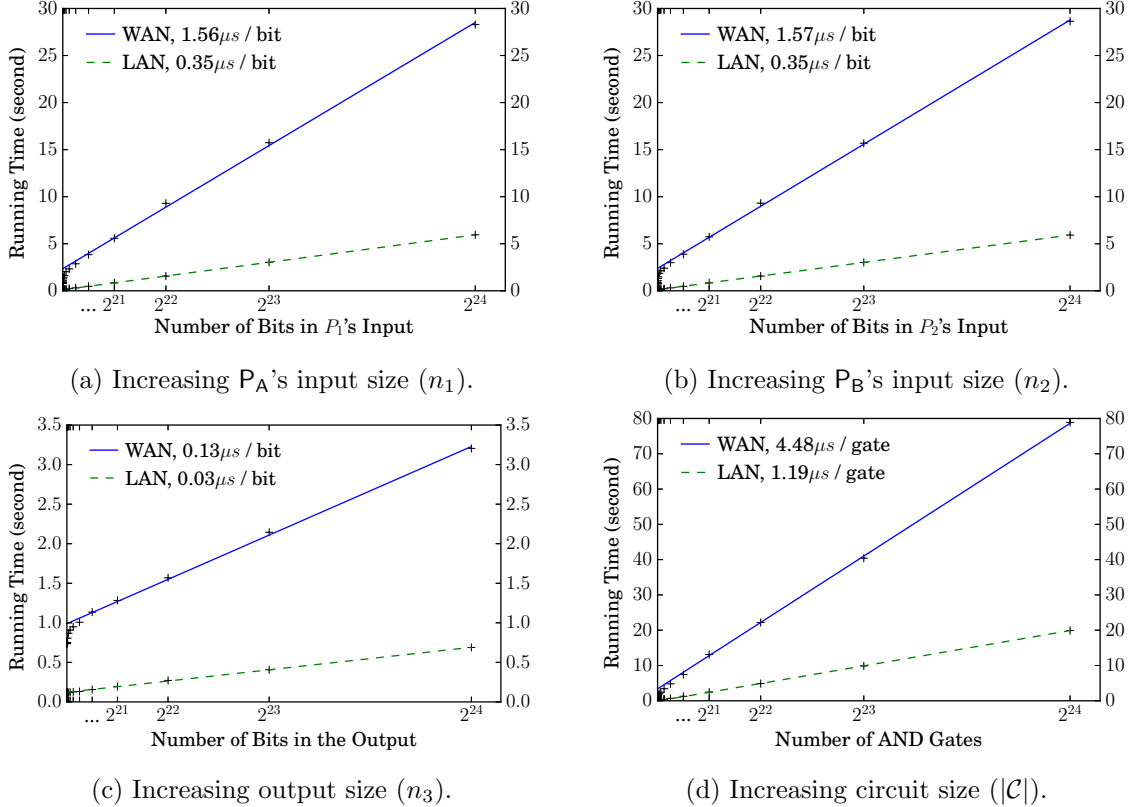 30
25
20
15
10
5
0
Running Time (second)
WAN, 1.56μs / bit
LAN, 0.35μs / bit
30
25
20
15
10
5
0
... 2^21 2^22 2^23 2^24
Number of Bits in P₁'s Input
(a) Increasing P_A's input size (n₁).
30
25
20
15
10
5
0
Running Time (second)
WAN, 1.57μs / bit
LAN, 0.35μs / bit
30
25
20
15
10
5
0
... 2^21 2^22 2^23 2^24
Number of Bits in P₂'s Input
(b) Increasing P_B's input size (n₂).
3.5
3.0
2.5
2.0
1.5
1.0
0.5
0.0
Running Time (second)
WAN, 0.13μs / bit
LAN, 0.03μs / bit
3.5
3.0
2.5
2.0
1.5
1.0
0.5
0.0
... 2^21 2^22 2^23 2^24
Number of Bits in the Output
(c) Increasing output size (n₃).
80
70
60
50
40
30
20
10
0
Running Time (second)
WAN, 4.48μs / gate
LAN, 1.19μs / gate
80
70
60
50
40
30
20
10
0
... 2^21 2^22 2^23 2^24
Number of AND Gates
(d) Increasing circuit size (|𝒞|).